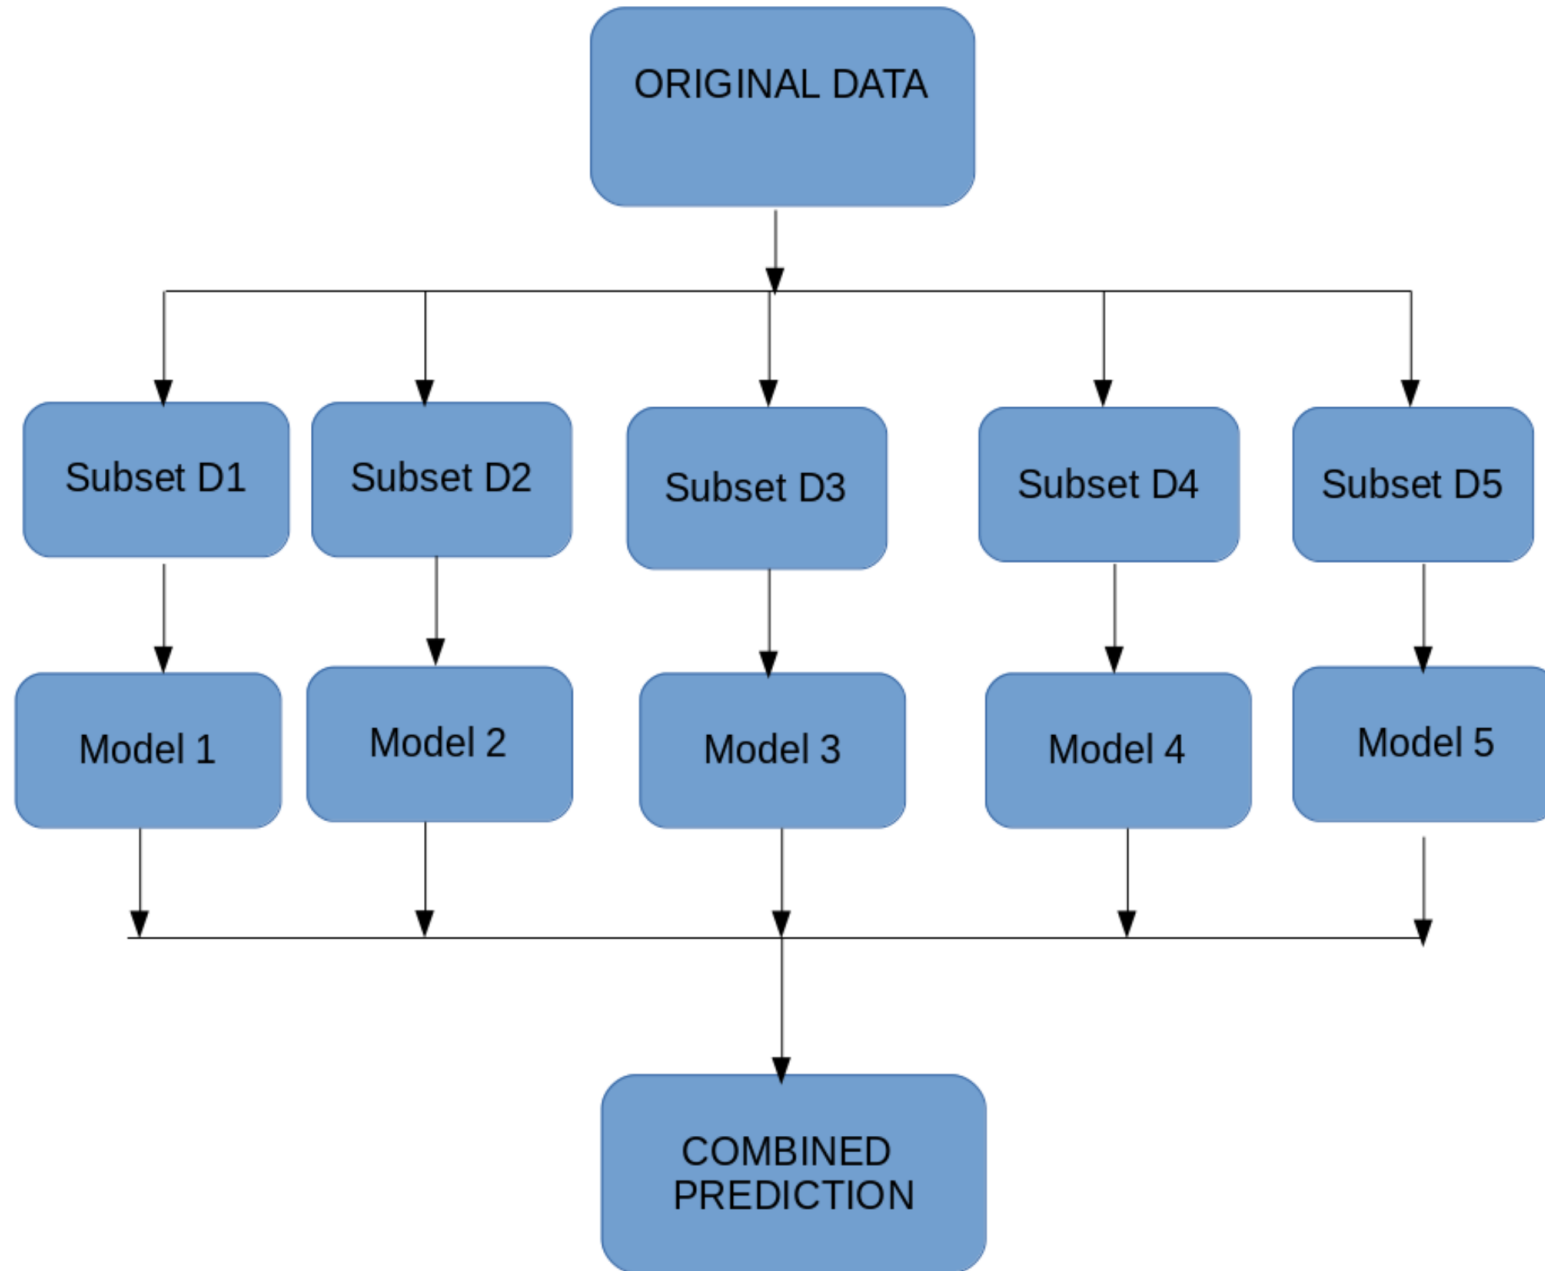 ORIGINAL DATA
Subset D1
Subset D2
Subset D3
Subset D4
Subset D5
Model 1
Model 2
Model 3
Model 4
Model 5
COMBINED
PREDICTION